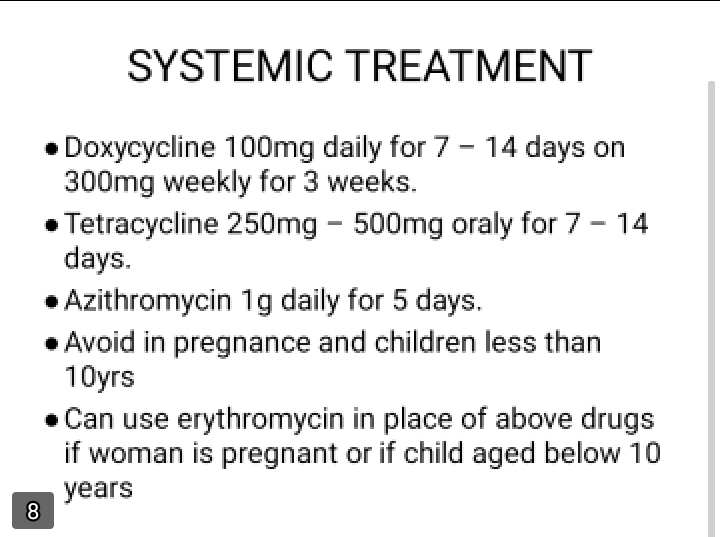 SYSTEMIC TREATMENT
● Doxycycline 100mg daily for 7 – 14 days on
300mg weekly for 3 weeks.
● Tetracycline 250mg – 500mg oraly for 7 – 14
days.
● Azithromycin 1g daily for 5 days.
● Avoid in pregnance and children less than
10yrs
● Can use erythromycin in place of above drugs
if woman is pregnant or if child aged below 10
years
8